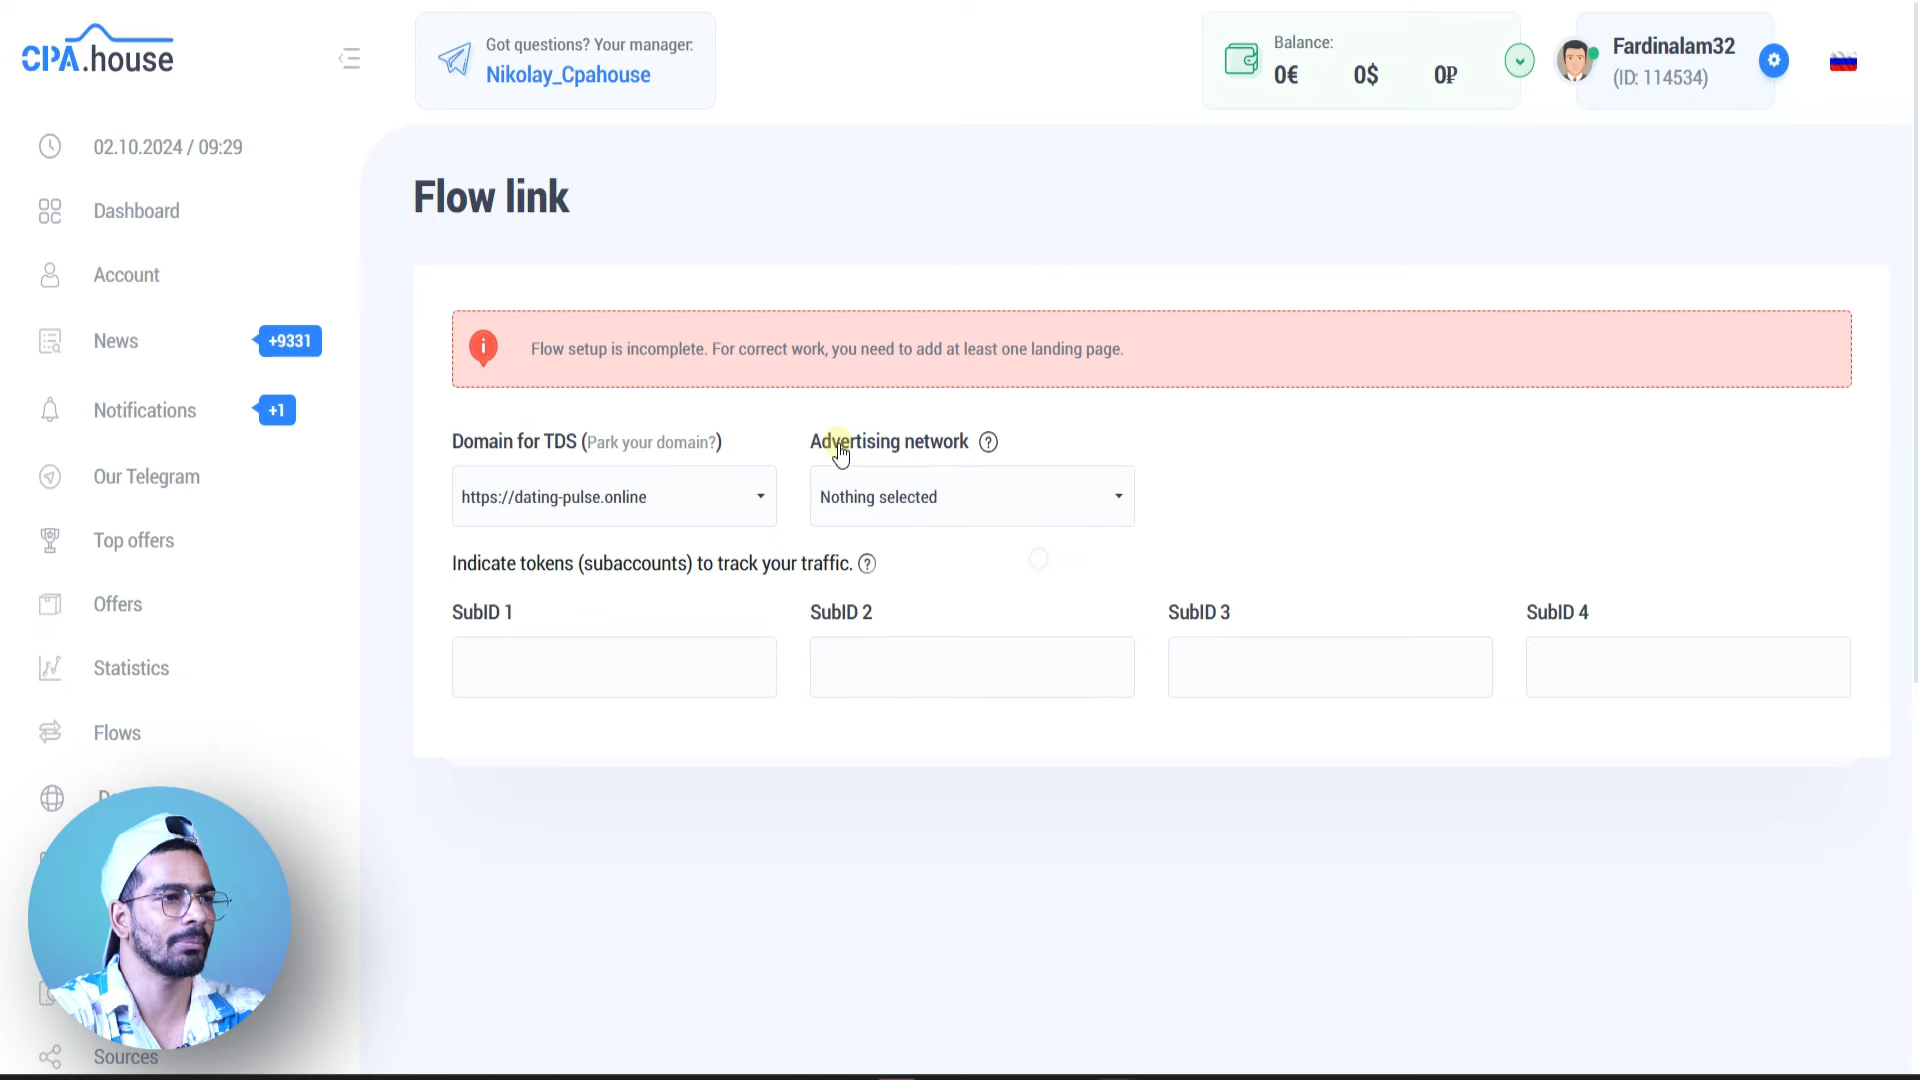 CPA.house
Got questions? Your manager:
Nikolay_Cpahouse
Balance:
0€ 0$ 0₽
Fardinalam32
(ID: 114534)
02.10.2024 / 09:29
Dashboard
Account
News +9331
Notifications +1
Our Telegram
Top offers
Offers
Statistics
Flows
Sources
Flow link
Flow setup is incomplete. For correct work, you need to add at least one landing page.
Domain for TDS (Park your domain?) Advertising network ?
https://dating-pulse.online Nothing selected
Indicate tokens (subaccounts) to track your traffic. ?
SubID 1 SubID 2 SubID 3 SubID 4